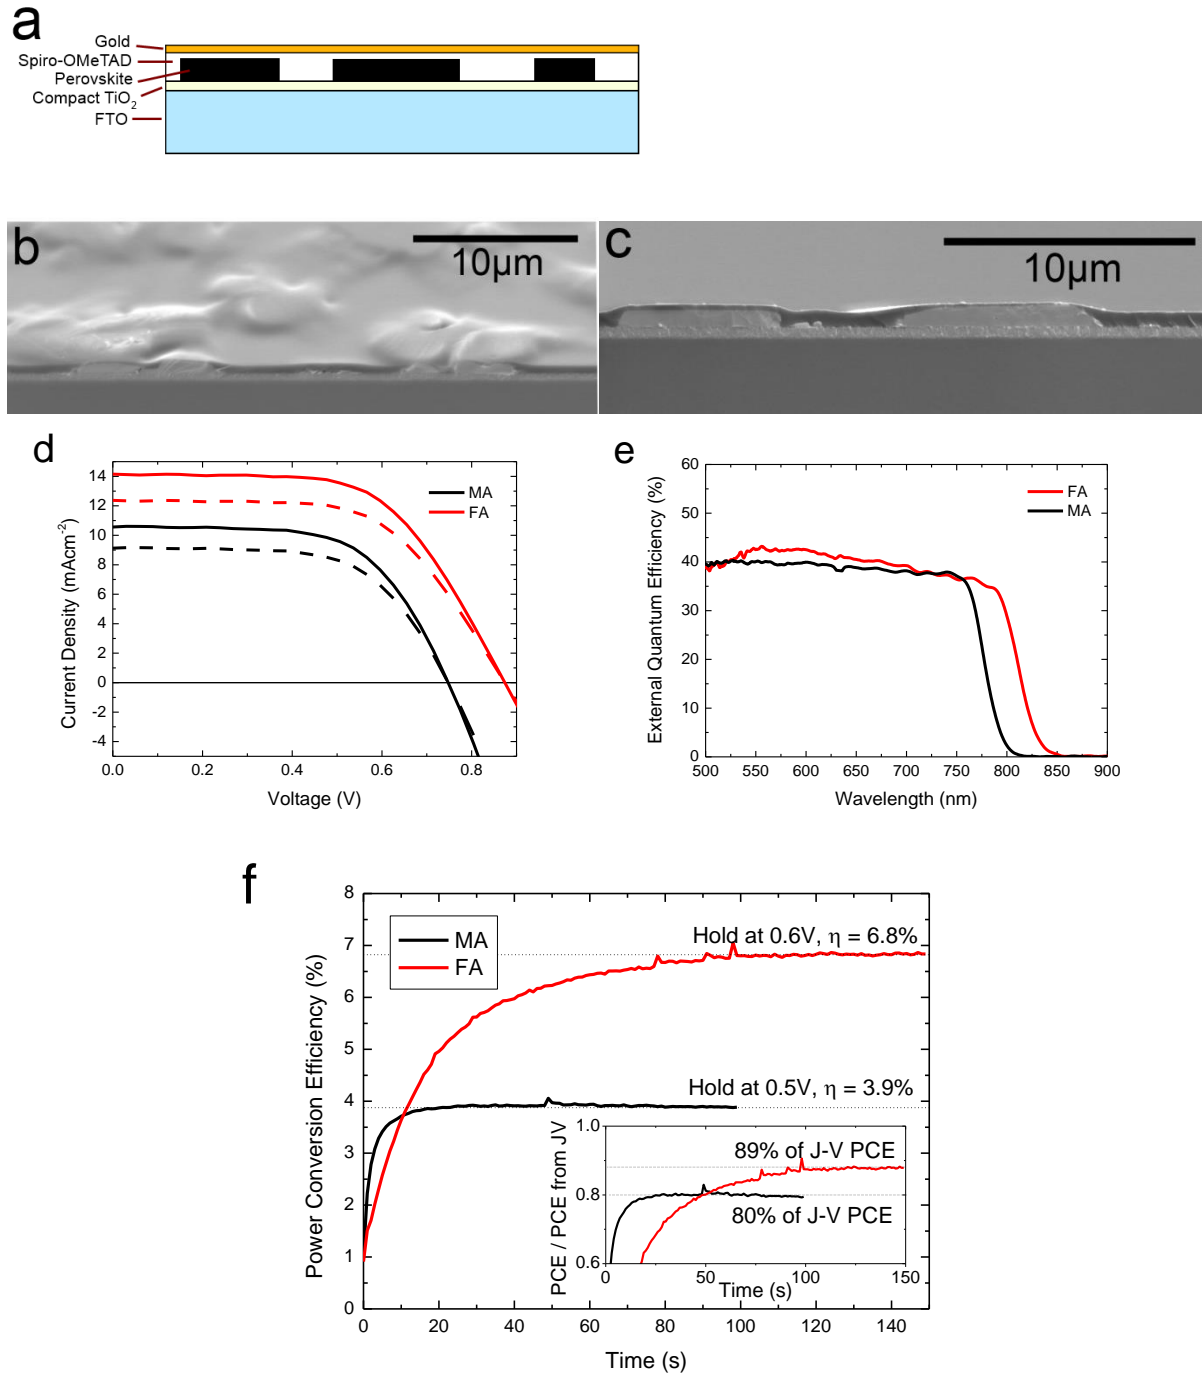 a
Gold
Spiro-OMeTAD
Perovskite
Compact TiO2
FTO
b
10µm
c
10µm
d
14
12
10
8
6
4
2
0
-2
-4
0.0 0.2 0.4 0.6 0.8
Current Density (mAcm-2)
Voltage (V)
MA
FA
e
60
50
40
30
20
10
0
500 550 600 650 700 750 800 850 900
External Quantum Efficiency (%)
Wavelength (nm)
FA
MA
f
8
7
6
5
4
3
2
1
0
0 20 40 60 80 100 120 140
Power Conversion Efficiency (%)
Time (s)
MA
FA
Hold at 0.6V, η = 6.8%
Hold at 0.5V, η = 3.9%
1.0
0.8
0.6
0 50 100 150
PCE / PCE from JV
Time (s)
89% of J-V PCE
80% of J-V PCE